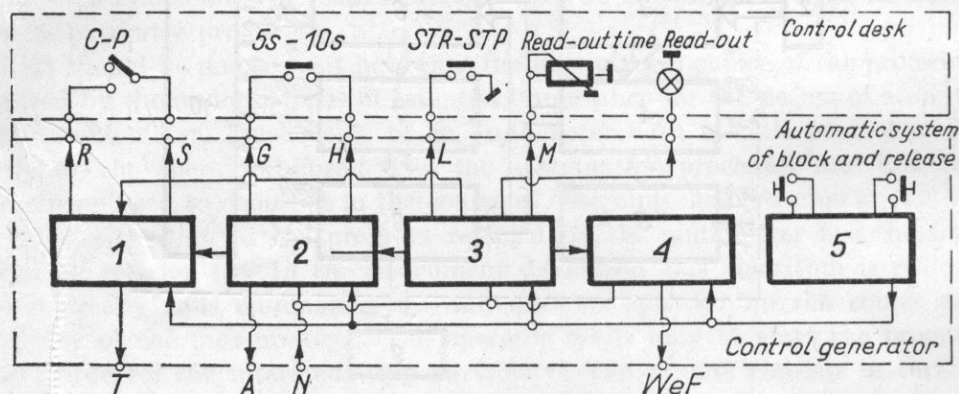 Control desk
C-P 5s - 10s STR-STP Read-out time Read-out
Automatic system
of block and release
R S G H L M
1 2 3 4 5
Control generator
T A N WeF